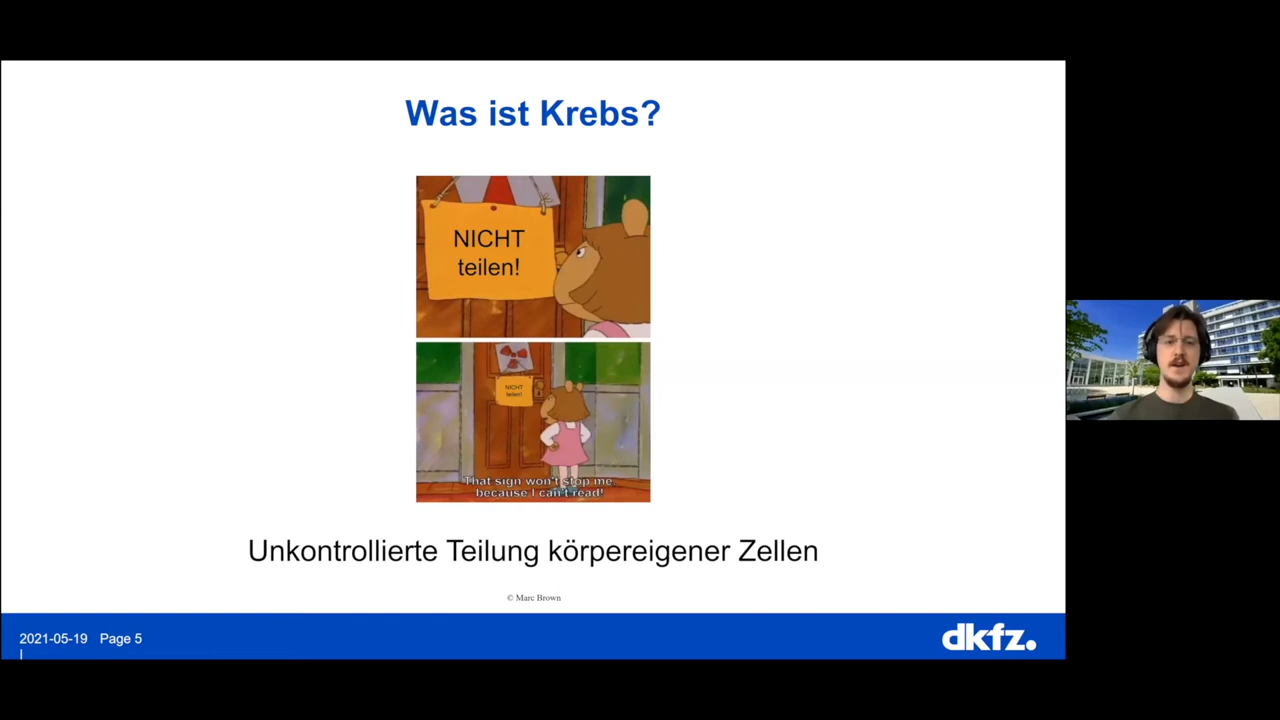 Was ist Krebs?
NICHT
teilen!
NICHT
teilen!
That sign won't stop me,
because I can't read!
Unkontrollierte Teilung körpereigener Zellen
© Marc Brown
2021-05-19 Page 5
dkfz.